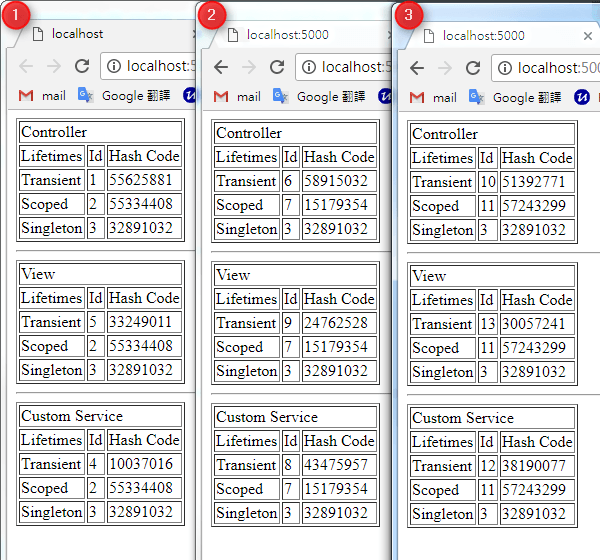 1
localhost
localhost:5
mail Google 翻譯
Controller
Lifetimes Id Hash Code
Transient 1 55625881
Scoped 2 55334408
Singleton 3 32891032
View
Lifetimes Id Hash Code
Transient 5 33249011
Scoped 2 55334408
Singleton 3 32891032
Custom Service
Lifetimes Id Hash Code
Transient 4 10037016
Scoped 2 55334408
Singleton 3 32891032
2
localhost:5000
localhost:5
mail Google 翻譯
Controller
Lifetimes Id Hash Code
Transient 6 58915032
Scoped 7 15179354
Singleton 3 32891032
View
Lifetimes Id Hash Code
Transient 9 24762528
Scoped 7 15179354
Singleton 3 32891032
Custom Service
Lifetimes Id Hash Code
Transient 8 43475957
Scoped 7 15179354
Singleton 3 32891032
3
localhost:5000
localhost:500
mail Google 翻譯
Controller
Lifetimes Id Hash Code
Transient 10 51392771
Scoped 11 57243299
Singleton 3 32891032
View
Lifetimes Id Hash Code
Transient 13 30057241
Scoped 11 57243299
Singleton 3 32891032
Custom Service
Lifetimes Id Hash Code
Transient 12 38190077
Scoped 11 57243299
Singleton 3 32891032